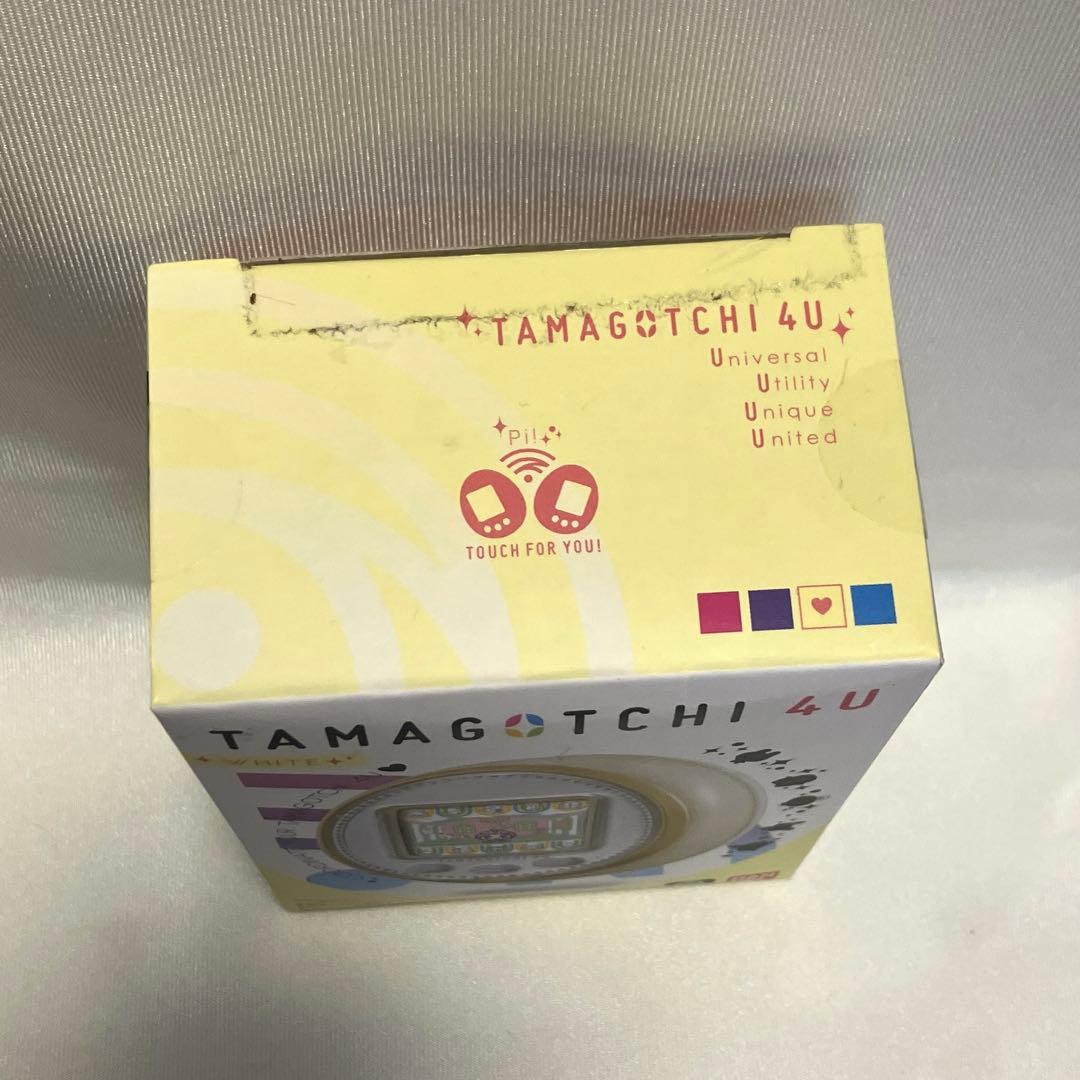 TAMAGOTCHI 4U
Universal
Utility
Unique
United
Pi!
TOUCH FOR YOU!
TAMAGOTCHI 4U
WHITE